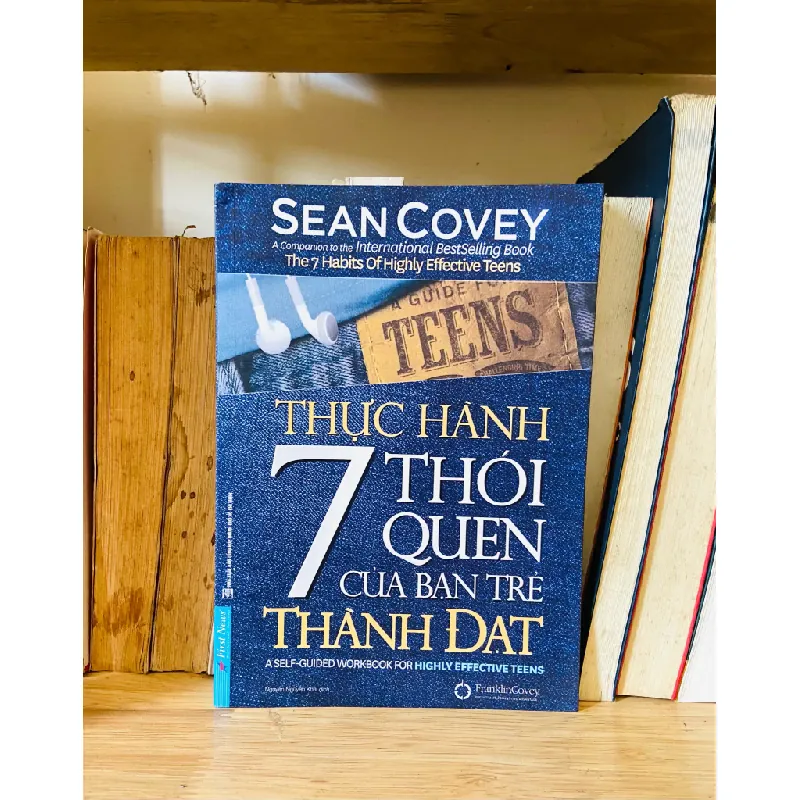 SEAN COVEY
A Companion to the International BestSelling Book
The 7 Habits Of Highly Effective Teens
A GUIDE FO
TEENS
THỰC HÀNH
7 THÓI
QUEN
CỦA BẠN TRẺ
THÀNH ĐẠT
A SELF-GUIDED WORKBOOK FOR HIGHLY EFFECTIVE TEENS
FranklinCovey
First News